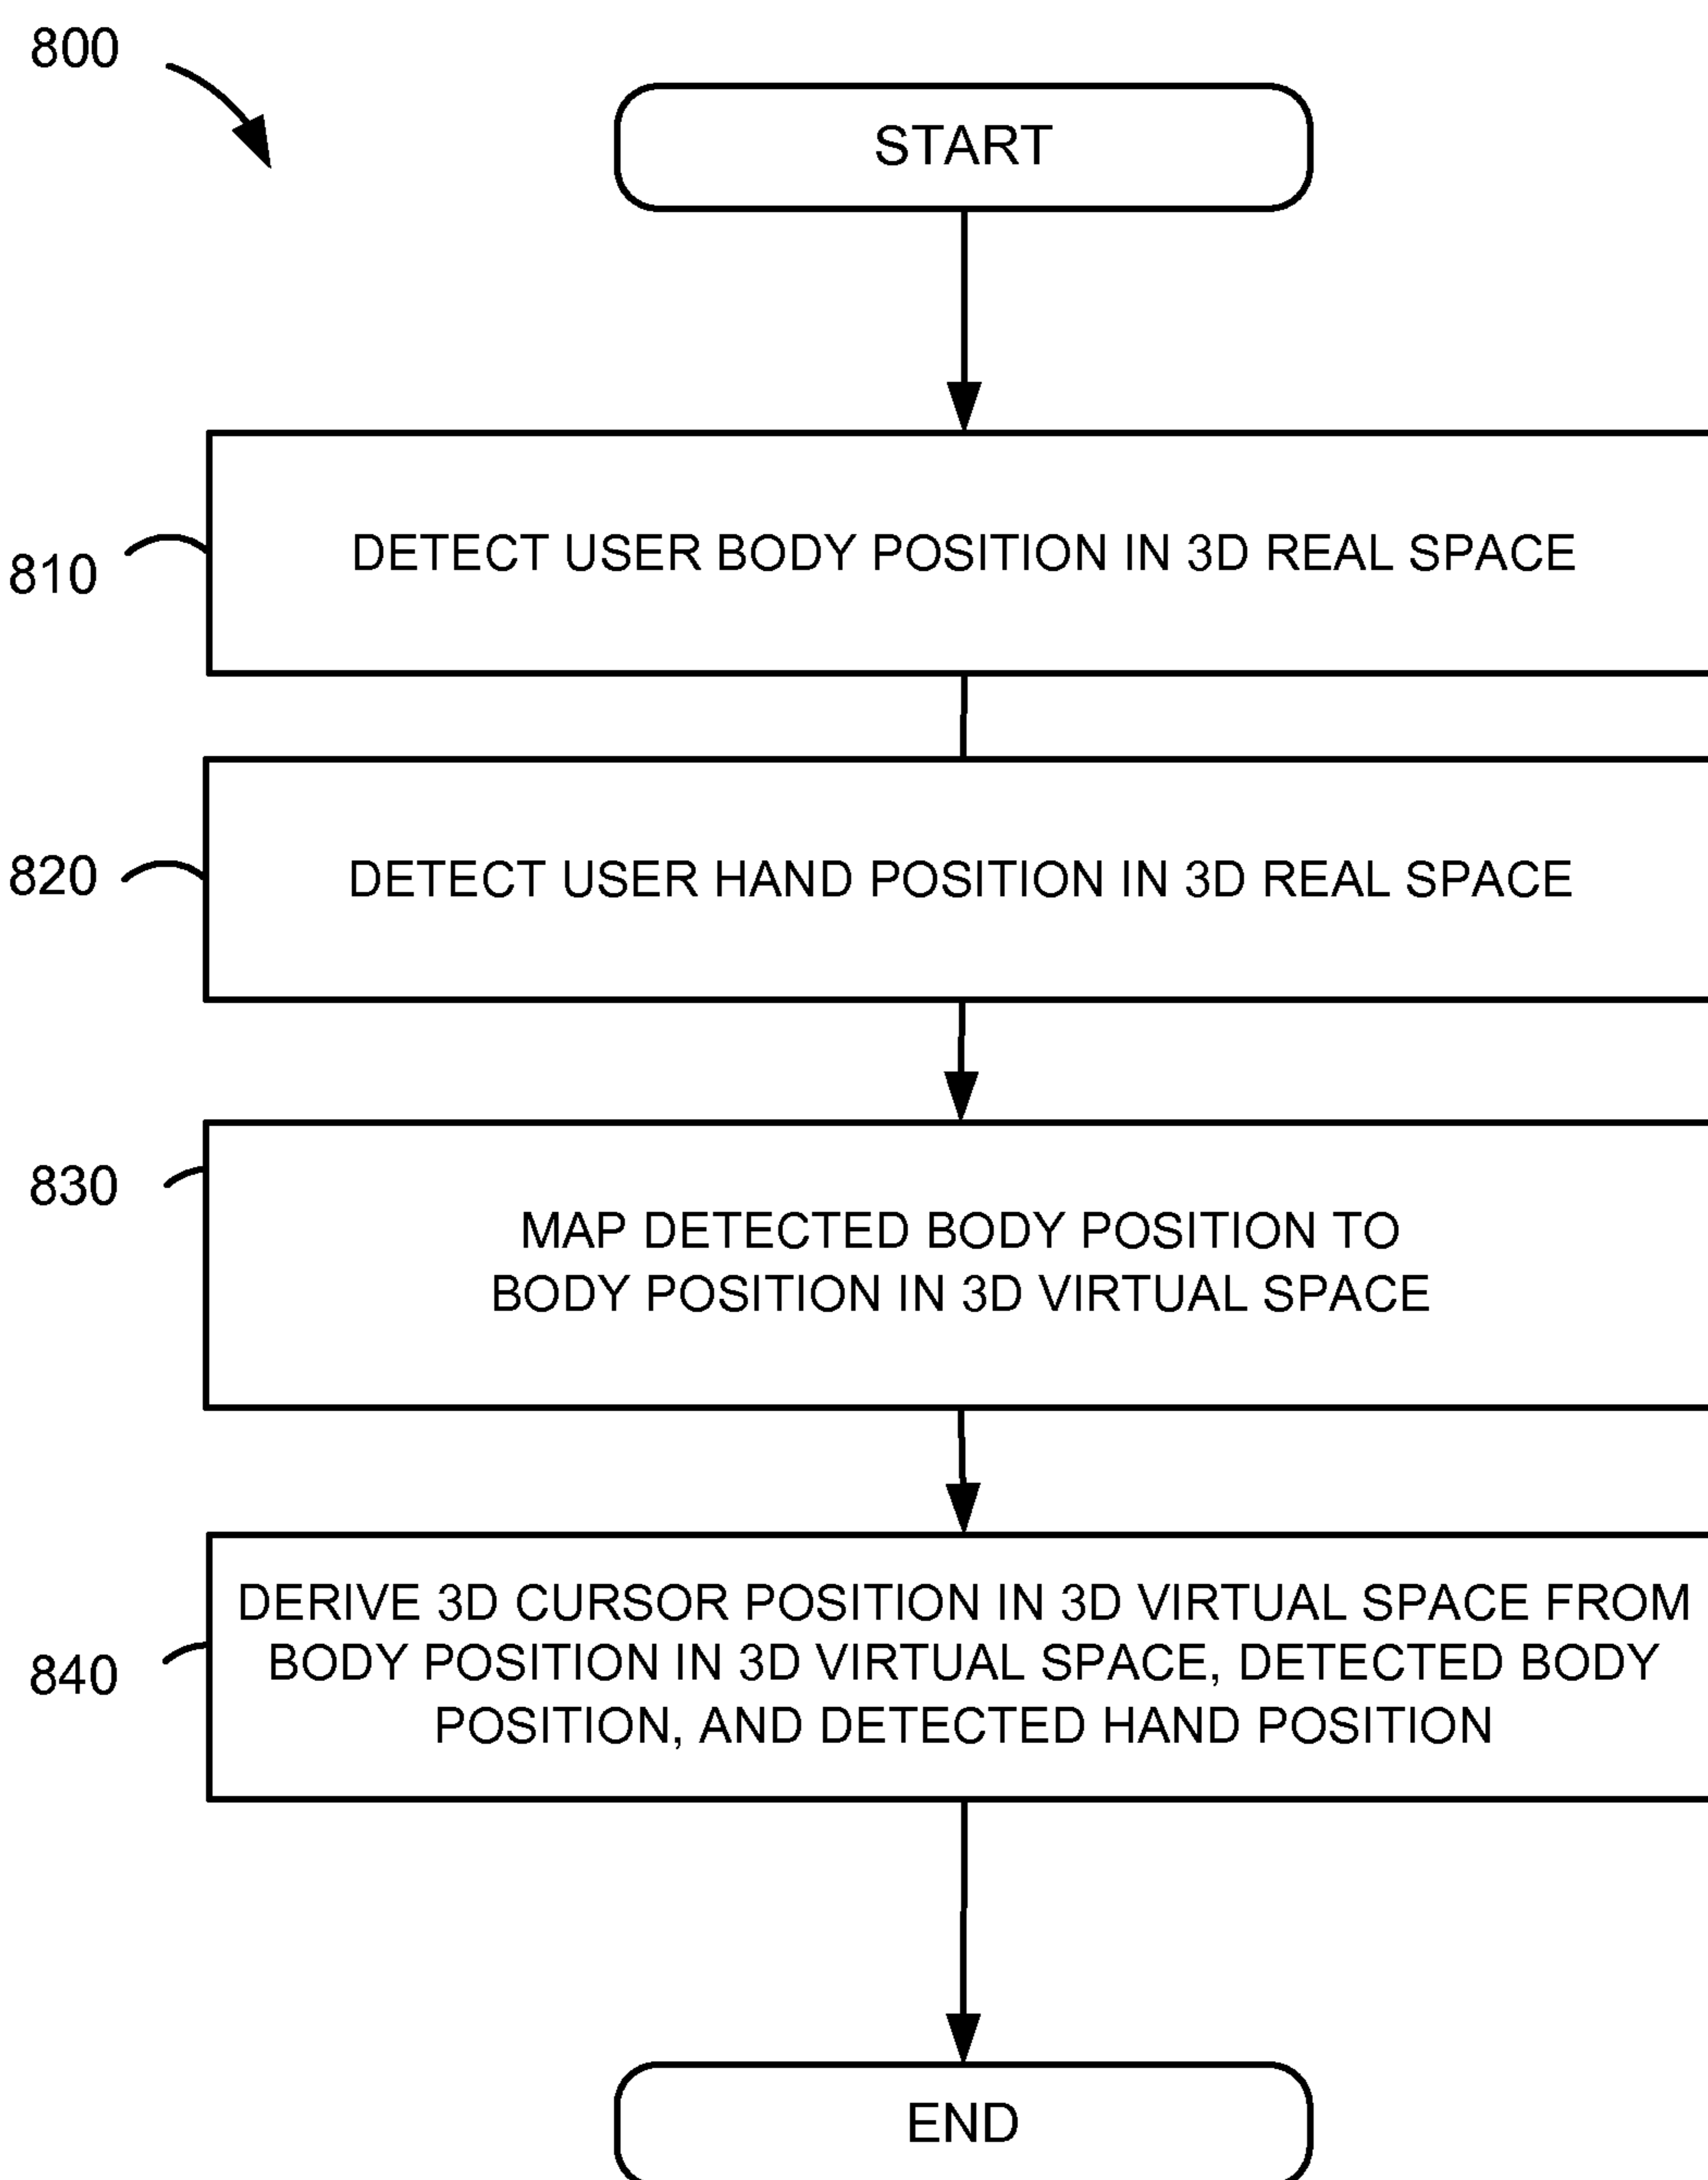 800
START
810
DETECT USER BODY POSITION IN 3D REAL SPACE
820
DETECT USER HAND POSITION IN 3D REAL SPACE
830
MAP DETECTED BODY POSITION TO
BODY POSITION IN 3D VIRTUAL SPACE
840
DERIVE 3D CURSOR POSITION IN 3D VIRTUAL SPACE FROM
BODY POSITION IN 3D VIRTUAL SPACE, DETECTED BODY
POSITION, AND DETECTED HAND POSITION
END